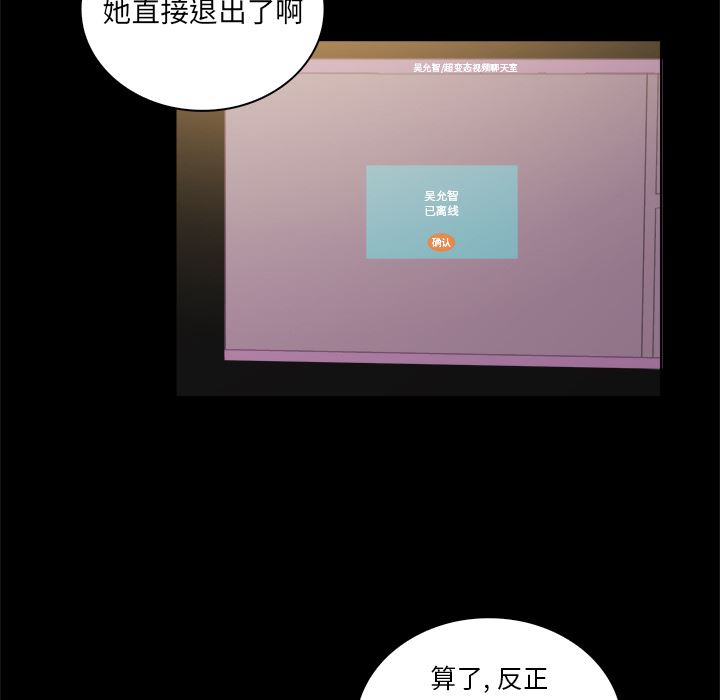 她直接退出了啊
吴允智/超变态视频聊天室
吴允智
已离线
确认
算了, 反正